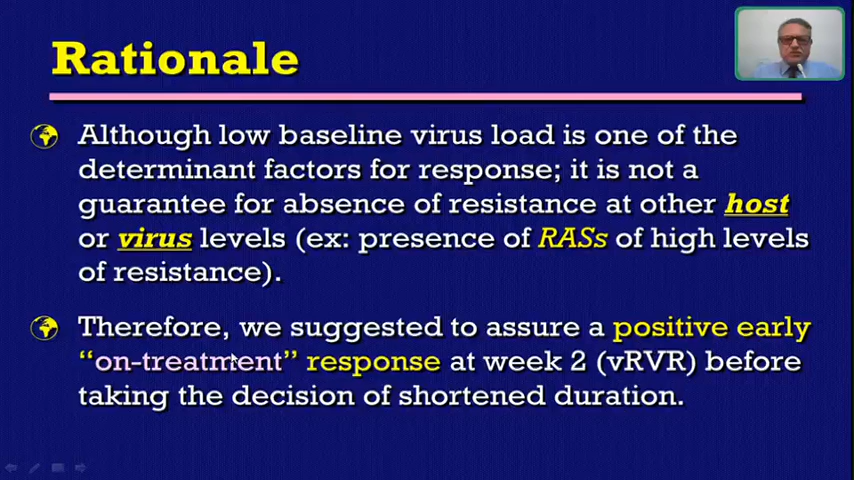 Rationale
Although low baseline virus load is one of the
determinant factors for response; it is not a
guarantee for absence of resistance at other host
or virus levels (ex: presence of RASs of high levels
of resistance).
Therefore, we suggested to assure a positive early
“on-treatment” response at week 2 (vRVR) before
taking the decision of shortened duration.